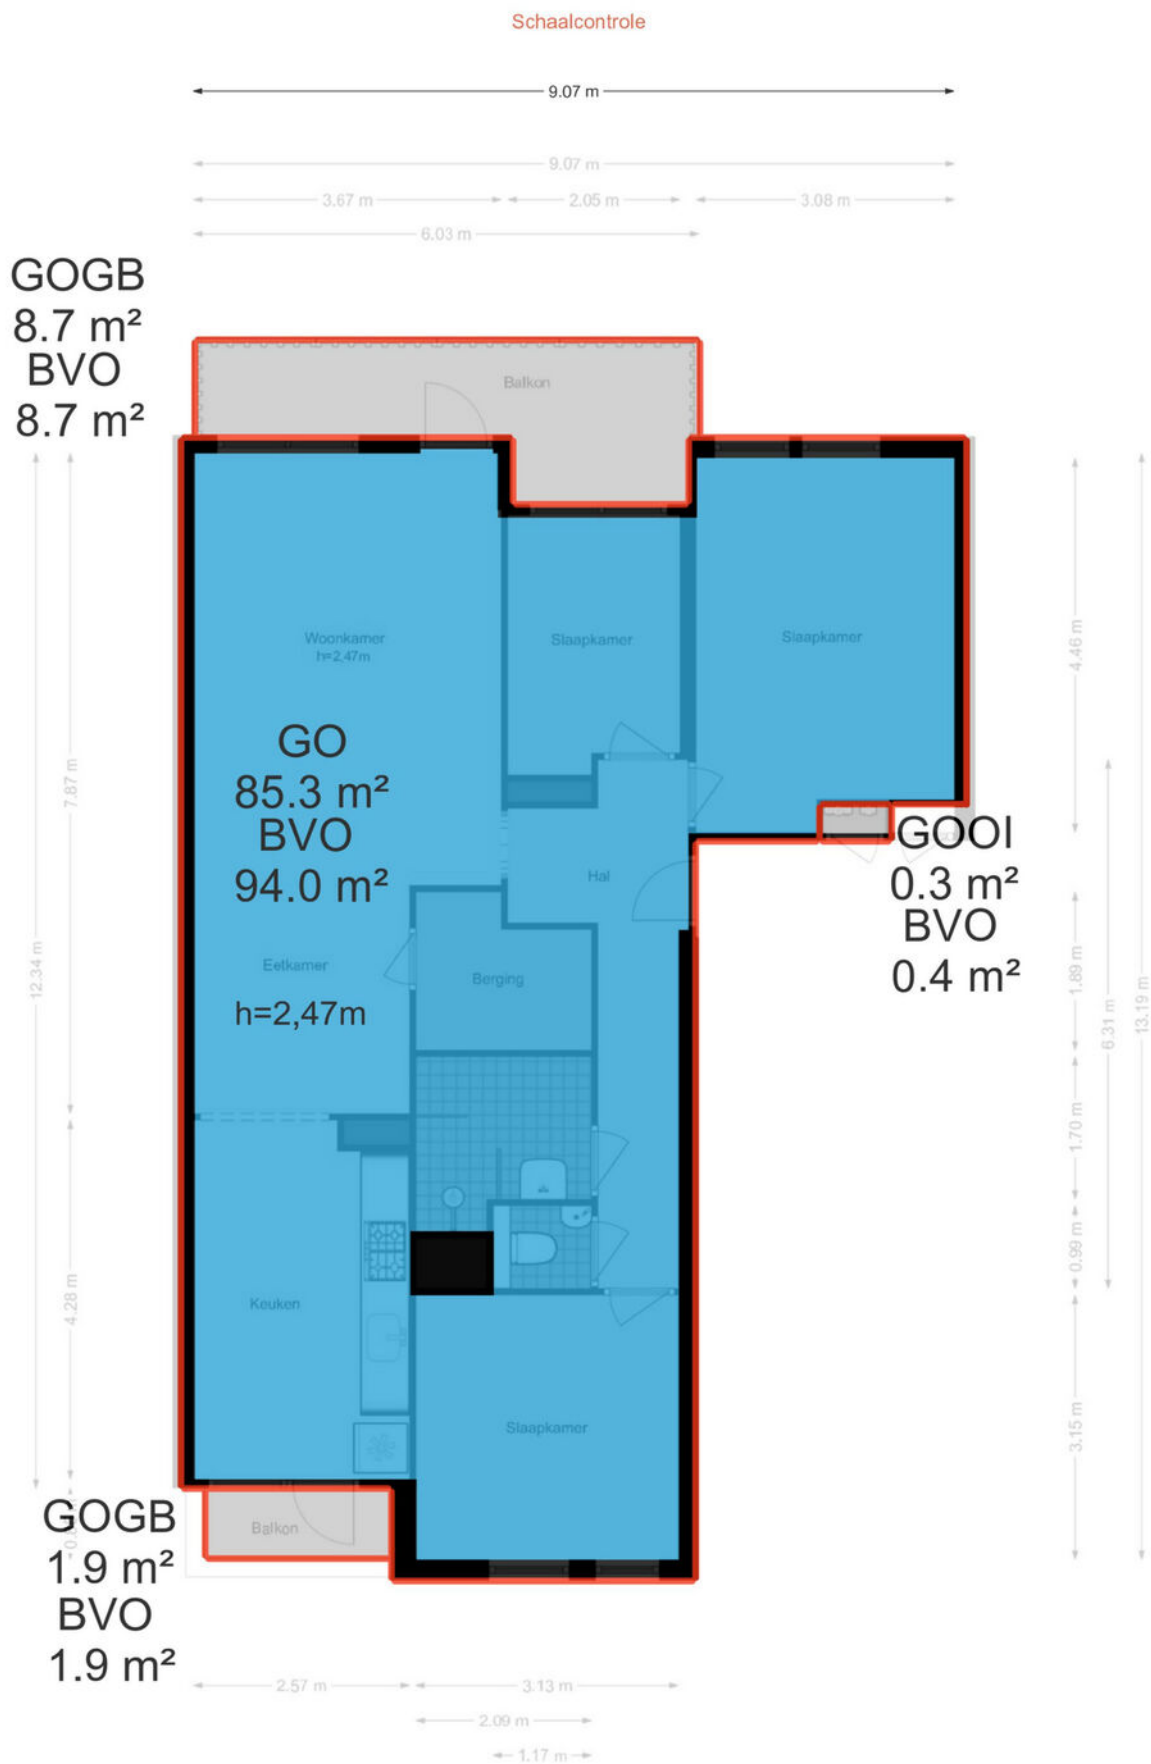 Schaalcontrole
9.07 m
9.07 m
3.67 m
2.05 m
3.08 m
6.03 m
GOGB
8.7 m²
BVO
8.7 m²
Balkon
Woonkamer
h=2,47m
Slaapkamer
Slaapkamer
4.46 m
GO
85.3 m²
BVO
94.0 m²
7.87 m
GOOI
0.3 m²
BVO
0.4 m²
Hal
Eetkamer
h=2,47m
Berging
12.34 m
1.89 m
6.31 m
13.19 m
1.70 m
0.99 m
Keuken
4.28 m
Slaapkamer
3.15 m
GOGB
1.9 m²
BVO
1.9 m²
Balkon
2.57 m
3.13 m
2.09 m
1.17 m